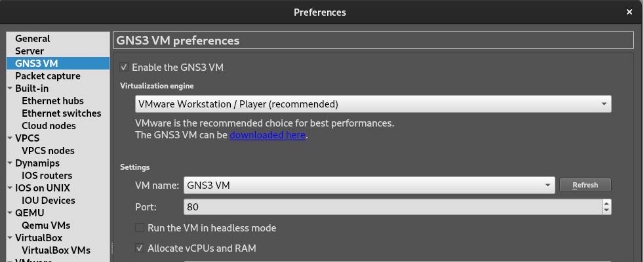 Preferences
General
Server
GNS3 VM
Packet capture
Built-in
Ethernet hubs
Ethernet switches
Cloud nodes
VPCS
VPCS nodes
Dynamips
IOS routers
IOS on UNIX
IOU Devices
QEMU
Qemu VMs
VirtualBox
VirtualBox VMs
VMware
GNS3 VM preferences
Enable the GNS3 VM
Virtualization engine
VMware Workstation / Player (recommended)
VMware is the recommended choice for best performances.
The GNS3 VM can be downloaded here.
Settings
VM name: GNS3 VM Refresh
Port: 80
Run the VM in headless mode
Allocate vCPUs and RAM